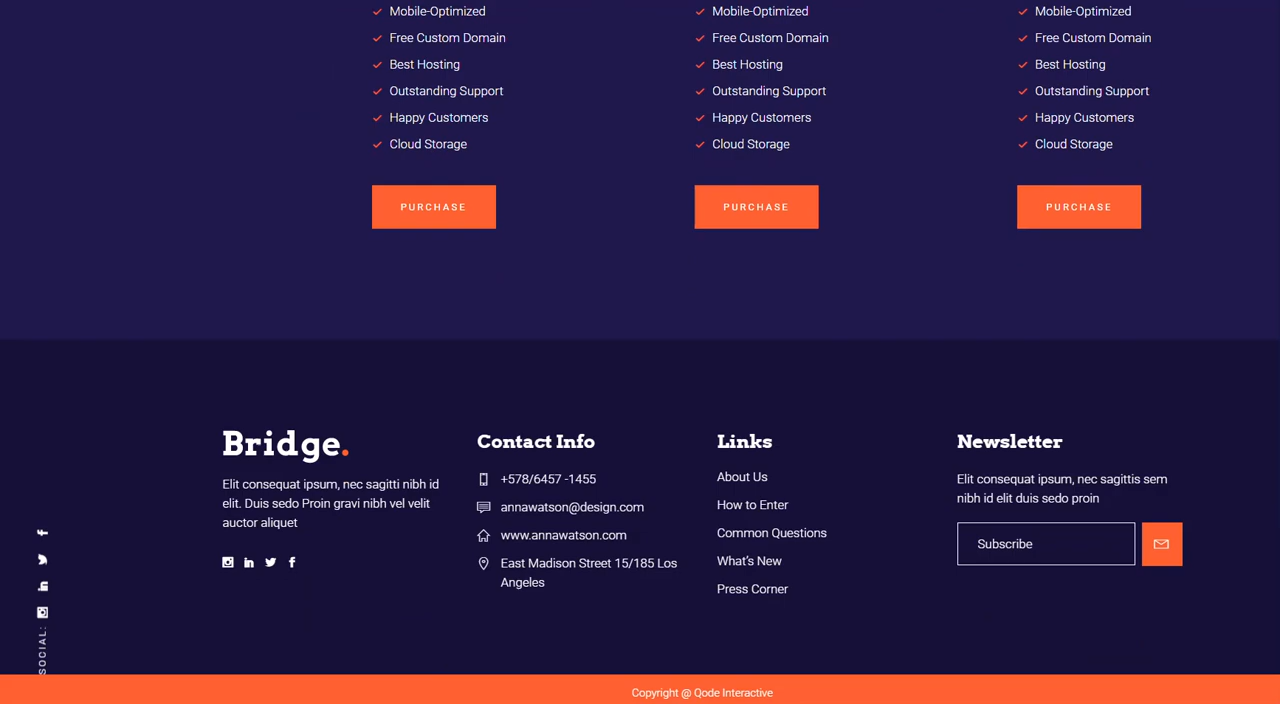 Mobile-Optimized
Free Custom Domain
Best Hosting
Outstanding Support
Happy Customers
Cloud Storage
PURCHASE
Mobile-Optimized
Free Custom Domain
Best Hosting
Outstanding Support
Happy Customers
Cloud Storage
PURCHASE
Mobile-Optimized
Free Custom Domain
Best Hosting
Outstanding Support
Happy Customers
Cloud Storage
PURCHASE
SOCIAL:
Bridge.
Elit consequat ipsum, nec sagitti nibh id
elit. Duis sedo Proin gravi nibh vel velit
auctor aliquet
Contact Info
+578/6457 -1455
annawatson@design.com
www.annawatson.com
East Madison Street 15/185 Los
Angeles
Links
About Us
How to Enter
Common Questions
What's New
Press Corner
Newsletter
Elit consequat ipsum, nec sagittis sem
nibh id elit duis sedo proin
Subscribe
Copyright @ Qode Interactive